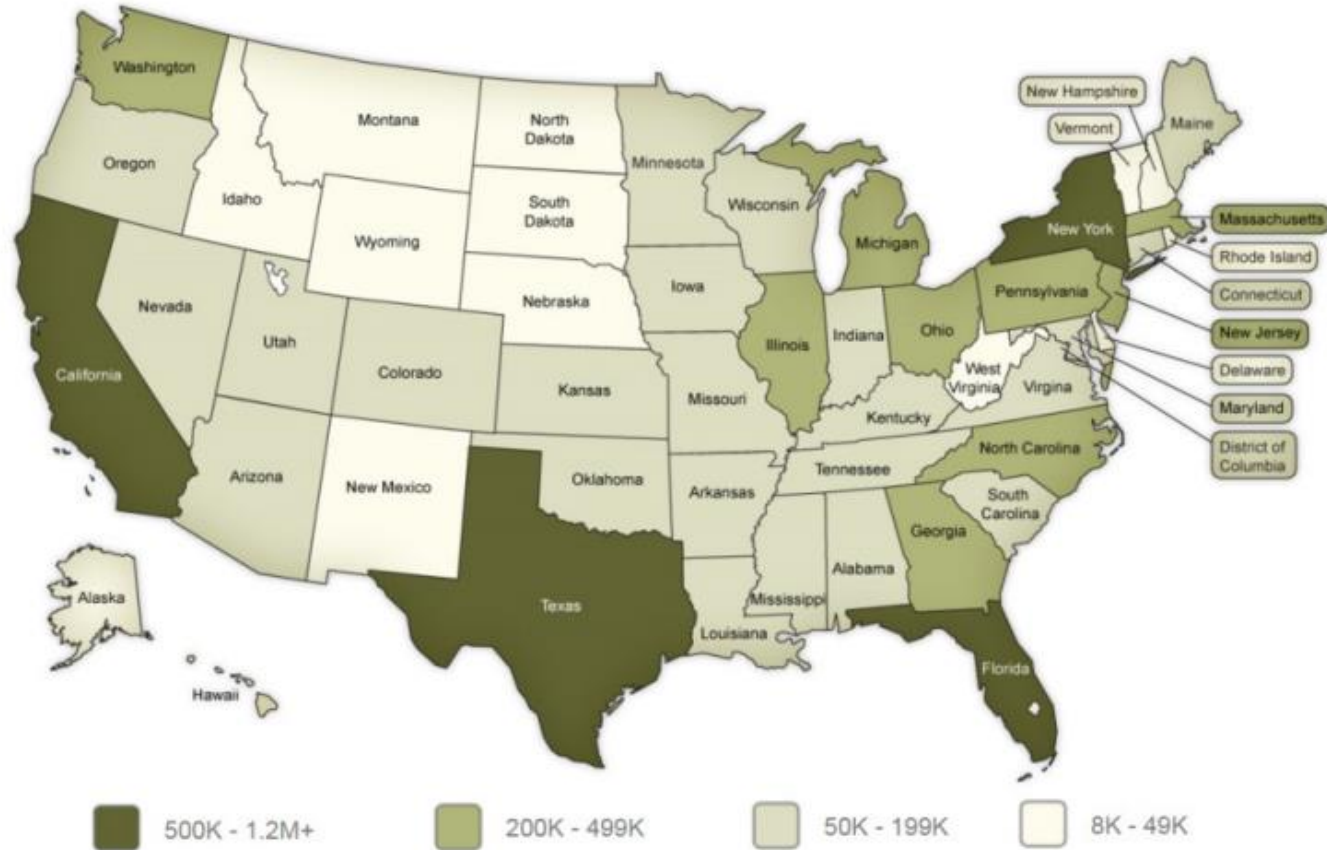 Washington
Montana
North
Dakota
Minnesota
New Hampshire
Vermont
Maine
Oregon
Idaho
South
Dakota
Wisconsin
Wyoming
Michigan
New York
Massachusetts
Rhode Island
Connecticut
Nevada
Nebraska
Iowa
Pennsylvania
New Jersey
Utah
Illinois
Indiana
Ohio
California
Colorado
Kansas
Missouri
West
Virginia
Virgina
Delaware
Maryland
Kentucky
District of
Columbia
Arizona
New Mexico
Oklahoma
Arkansas
Tennessee
North Carolina
South
Carolina
Georgia
Alabama
Mississippi
Alaska
Texas
Louisiana
Florida
Hawaii
500K - 1.2M+
200K - 499K
50K - 199K
8K - 49K